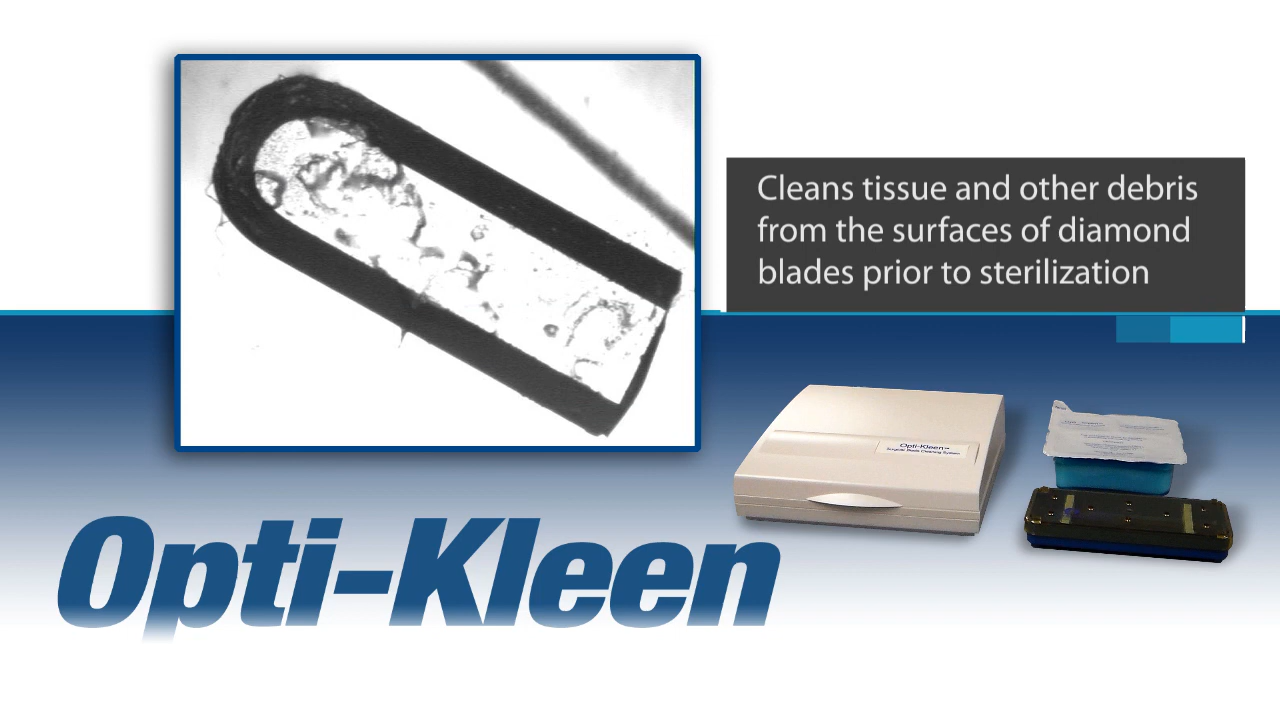 Cleans tissue and other debris
from the surfaces of diamond
blades prior to sterilization
Opti-Kleen™
Surgical Blade Cleaning System
Opti-Kleen